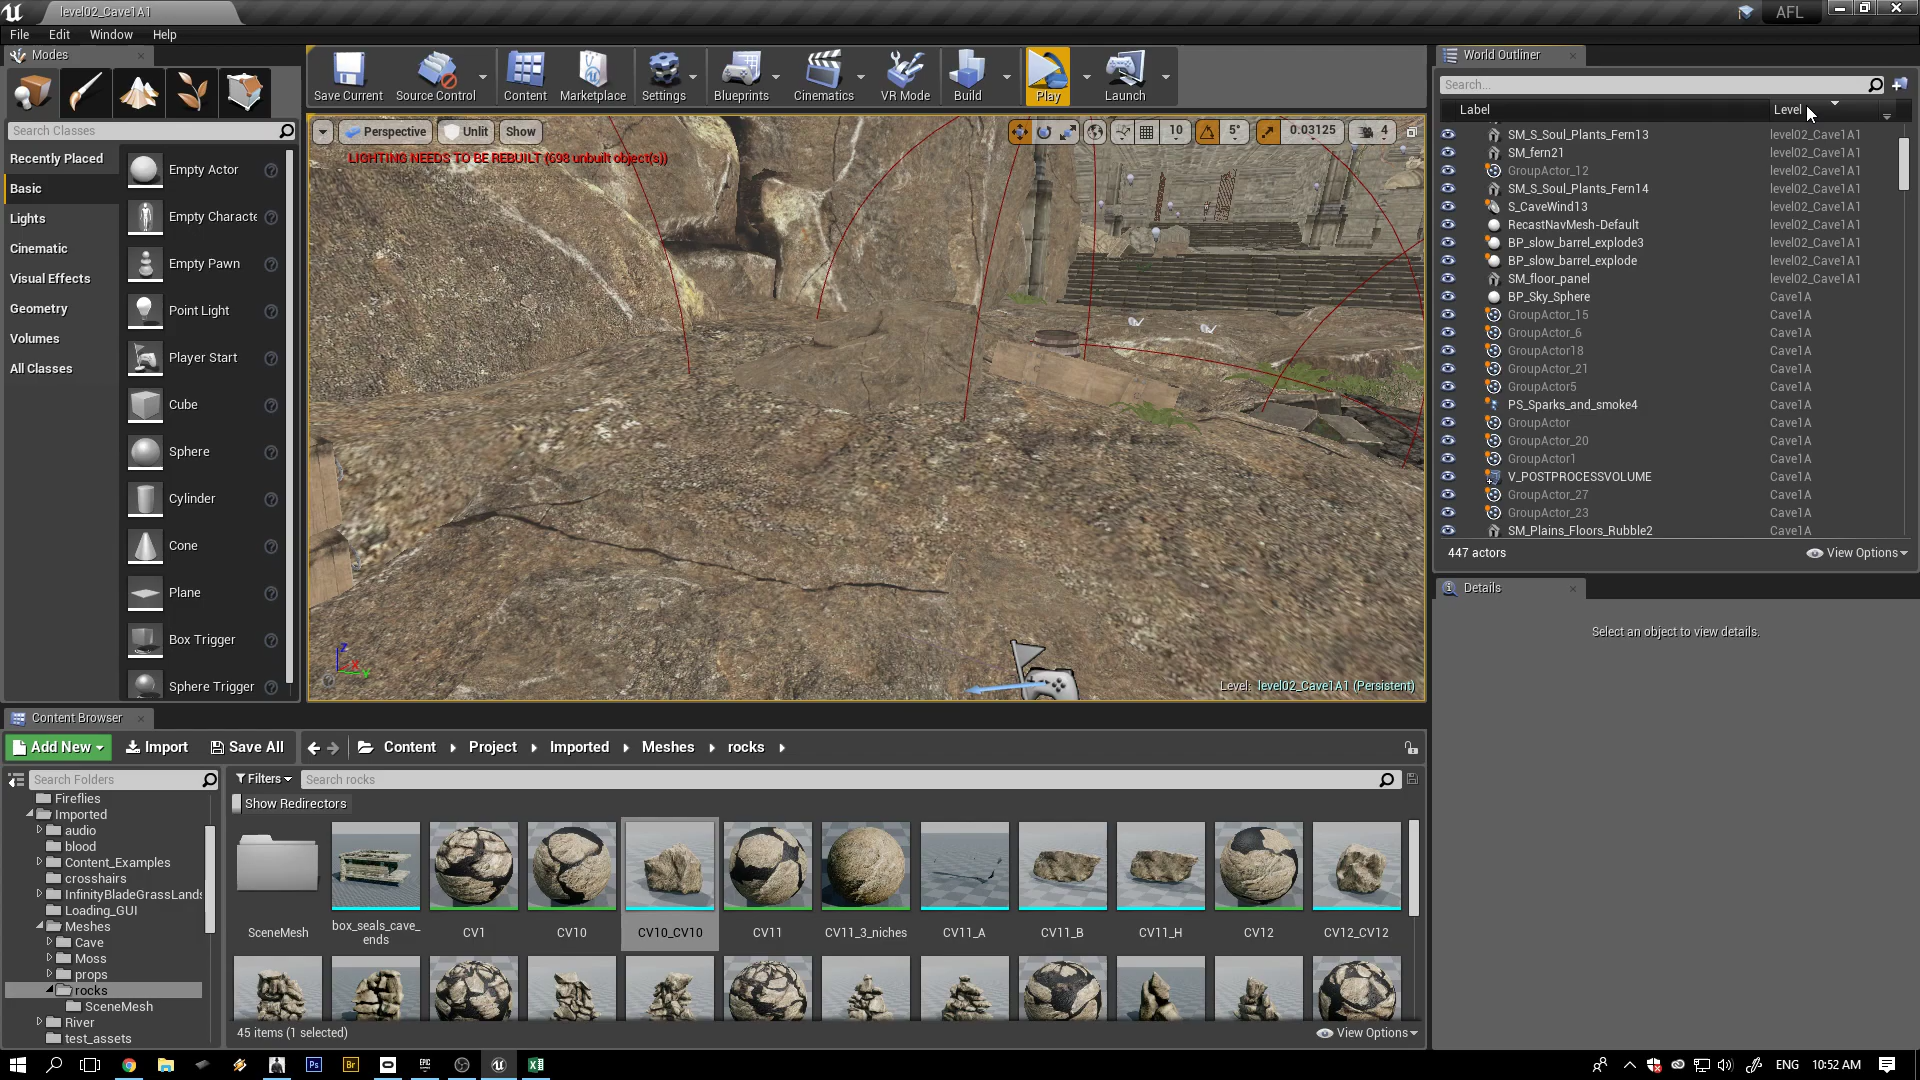 level02_Cave1A1
AFL
File Edit Window Help
Modes
Search Classes
Recently Placed
Basic
Lights
Cinematic
Visual Effects
Geometry
Volumes
All Classes
Empty Actor
Empty Characte
Empty Pawn
Point Light
Player Start
Cube
Sphere
Cylinder
Cone
Plane
Box Trigger
Sphere Trigger
Save Current Source Control Content Marketplace Settings Blueprints Cinematics VR Mode Build Play Launch
Perspective Unlit Show 10 5° 0.03125 4
LIGHTING NEEDS TO BE REBUILT (698 unbuilt object(s))
Z
X
Y
Level: level02_Cave1A1 (Persistent)
World Outliner
Search...
Label Level
SM_S_Soul_Plants_Fern13 level02_Cave1A1
SM_fern21 level02_Cave1A1
GroupActor_12 level02_Cave1A1
SM_S_Soul_Plants_Fern14 level02_Cave1A1
S_CaveWind13 level02_Cave1A1
RecastNavMesh-Default level02_Cave1A1
BP_slow_barrel_explode3 level02_Cave1A1
BP_slow_barrel_explode level02_Cave1A1
SM_floor_panel level02_Cave1A1
BP_Sky_Sphere Cave1A
GroupActor_15 Cave1A
GroupActor_6 Cave1A
GroupActor18 Cave1A
GroupActor_21 Cave1A
GroupActor5 Cave1A
PS_Sparks_and_smoke4 Cave1A
GroupActor Cave1A
GroupActor_20 Cave1A
GroupActor1 Cave1A
V_POSTPROCESSVOLUME Cave1A
GroupActor_27 Cave1A
GroupActor_23 Cave1A
SM_Plains_Floors_Rubble2 Cave1A
447 actors View Options
Details
Select an object to view details.
Content Browser
Add New Import Save All Content Project Imported Meshes rocks
Search Folders
Filters Search rocks
Show Redirectors
Fireflies
Imported
audio
blood
Content_Examples
crosshairs
InfinityBladeGrassLands
Loading_GUI
Meshes
Cave
Moss
props
rocks
SceneMesh
River
test_assets
SceneMesh
box_seals_cave_
ends
CV1
CV10
CV10_CV10
CV11
CV11_3_niches
CV11_A
CV11_B
CV11_H
CV12
CV12_CV12
45 items (1 selected) View Options
Ps Br EPIC ENG 10:52 AM